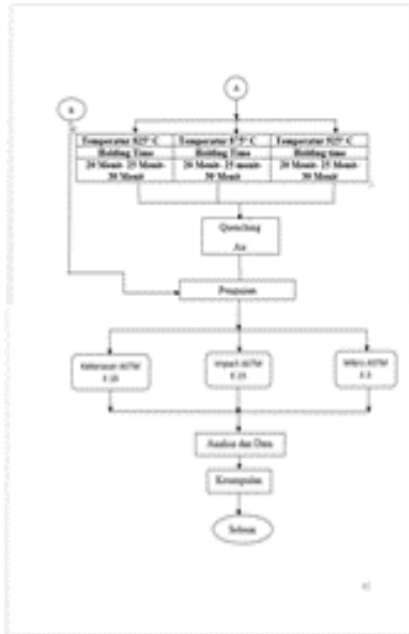 A
B
Temperatur 825° C Temperatur 875° C Temperatur 925° C
Holding Time Holding Time Holding time
20 Menit- 25 Menit- 20 Menit- 25 menit- 20 Menit- 25 Menit-
30 Menit 30 Menit 30 Menit
Quenching
Air
Pengujian
Kekerasan ASTM Impact ASTM Mikro ASTM
E 3
Analisa dan Data
Kesimpulan
Selesai